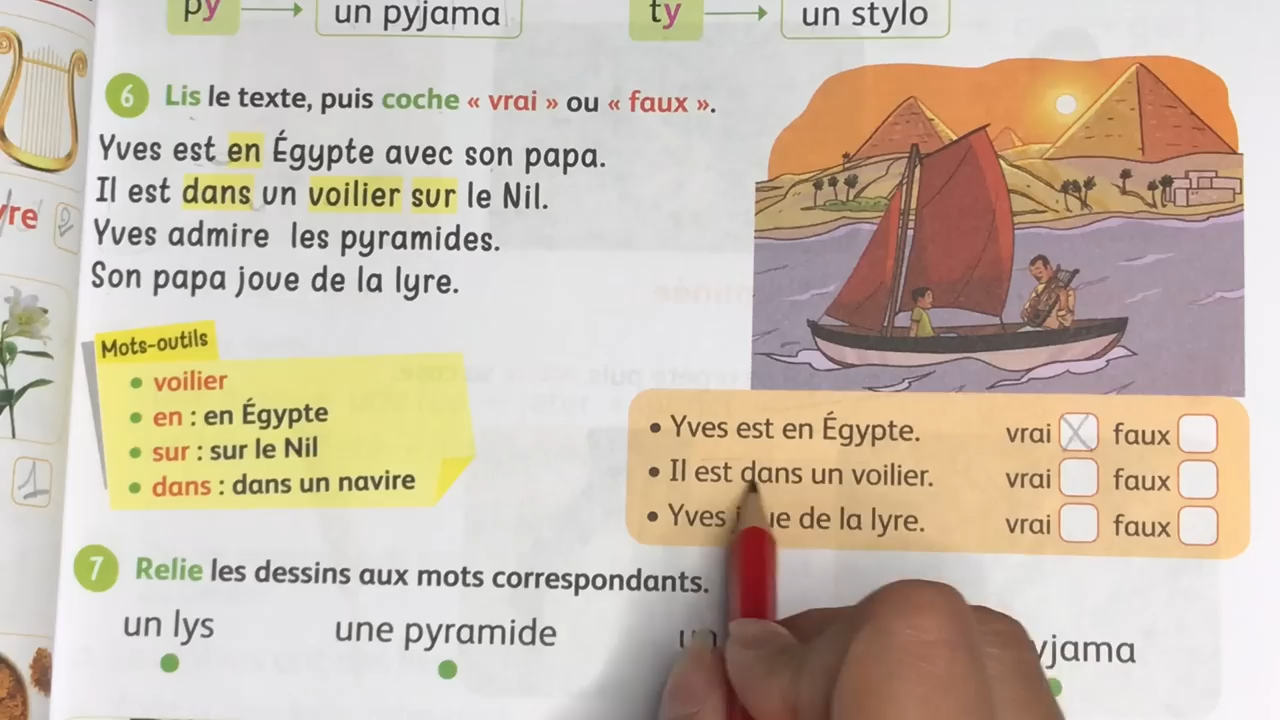 py un pyjama ty un stylo
6 Lis le texte, puis coche « vrai » ou « faux ».
Yves est en Égypte avec son papa.
Il est dans un voilier sur le Nil.
Yves admire les pyramides.
Son papa joue de la lyre.
Mots-outils
• voilier
• en : en Égypte
• sur : sur le Nil
• dans : dans un navire
• Yves est en Égypte. vrai X faux
• Il est dans un voilier. vrai faux
• Yves de la lyre. vrai faux
7 Relie les dessins aux mots correspondants.
un lys une pyramide
1